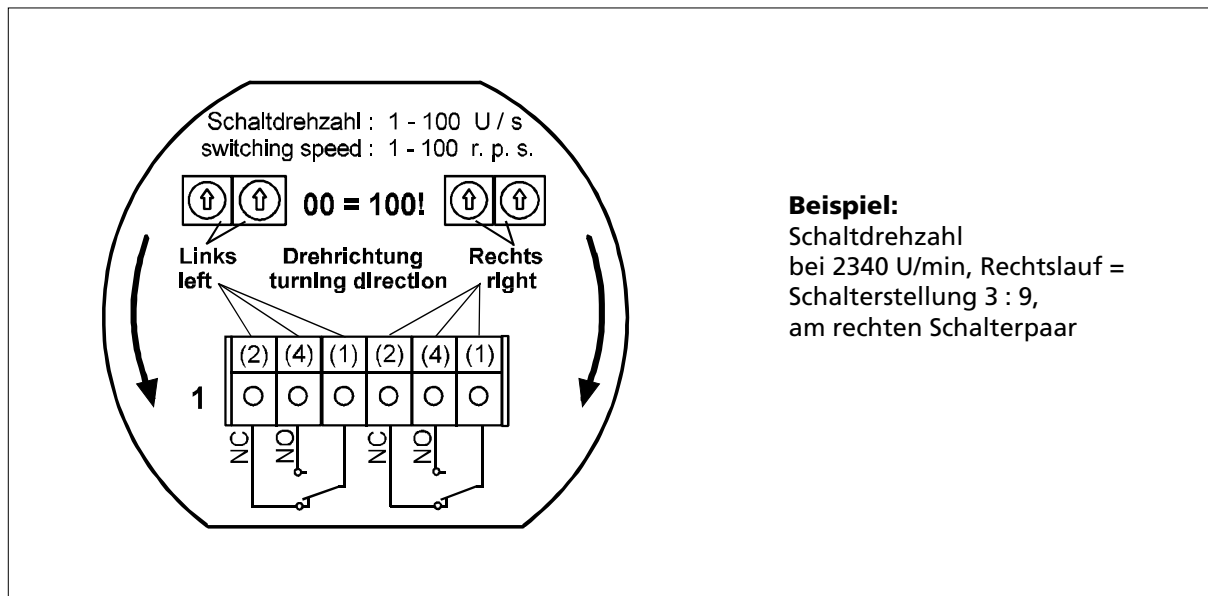 Schaltdrehzahl : 1 - 100 U / s
switching speed : 1 - 100 r. p. s.
00 = 100!
Links Drehrichtung Rechts
left turning direction right
(2) (4) (1) (2) (4) (1)
1
NC NO NC NO
Beispiel:
Schaltdrehzahl
bei 2340 U/min, Rechtslauf =
Schalterstellung 3 : 9,
am rechten Schalterpaar